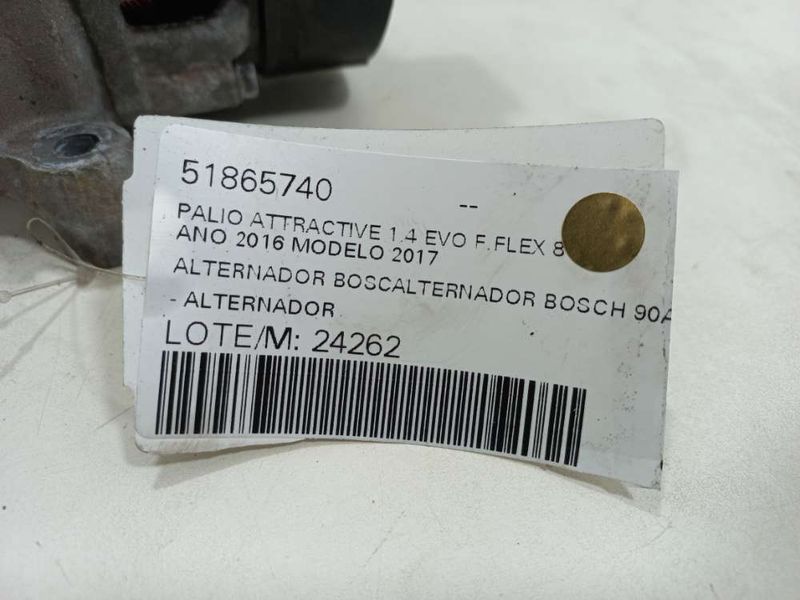 51865740
--
PALIO ATTRACTIVE 1.4 EVO F.FLEX 8
ANO 2016 MODELO 2017
ALTERNADOR BOSCALTERNADOR BOSCH 90A
- ALTERNADOR
LOTE/M: 24262